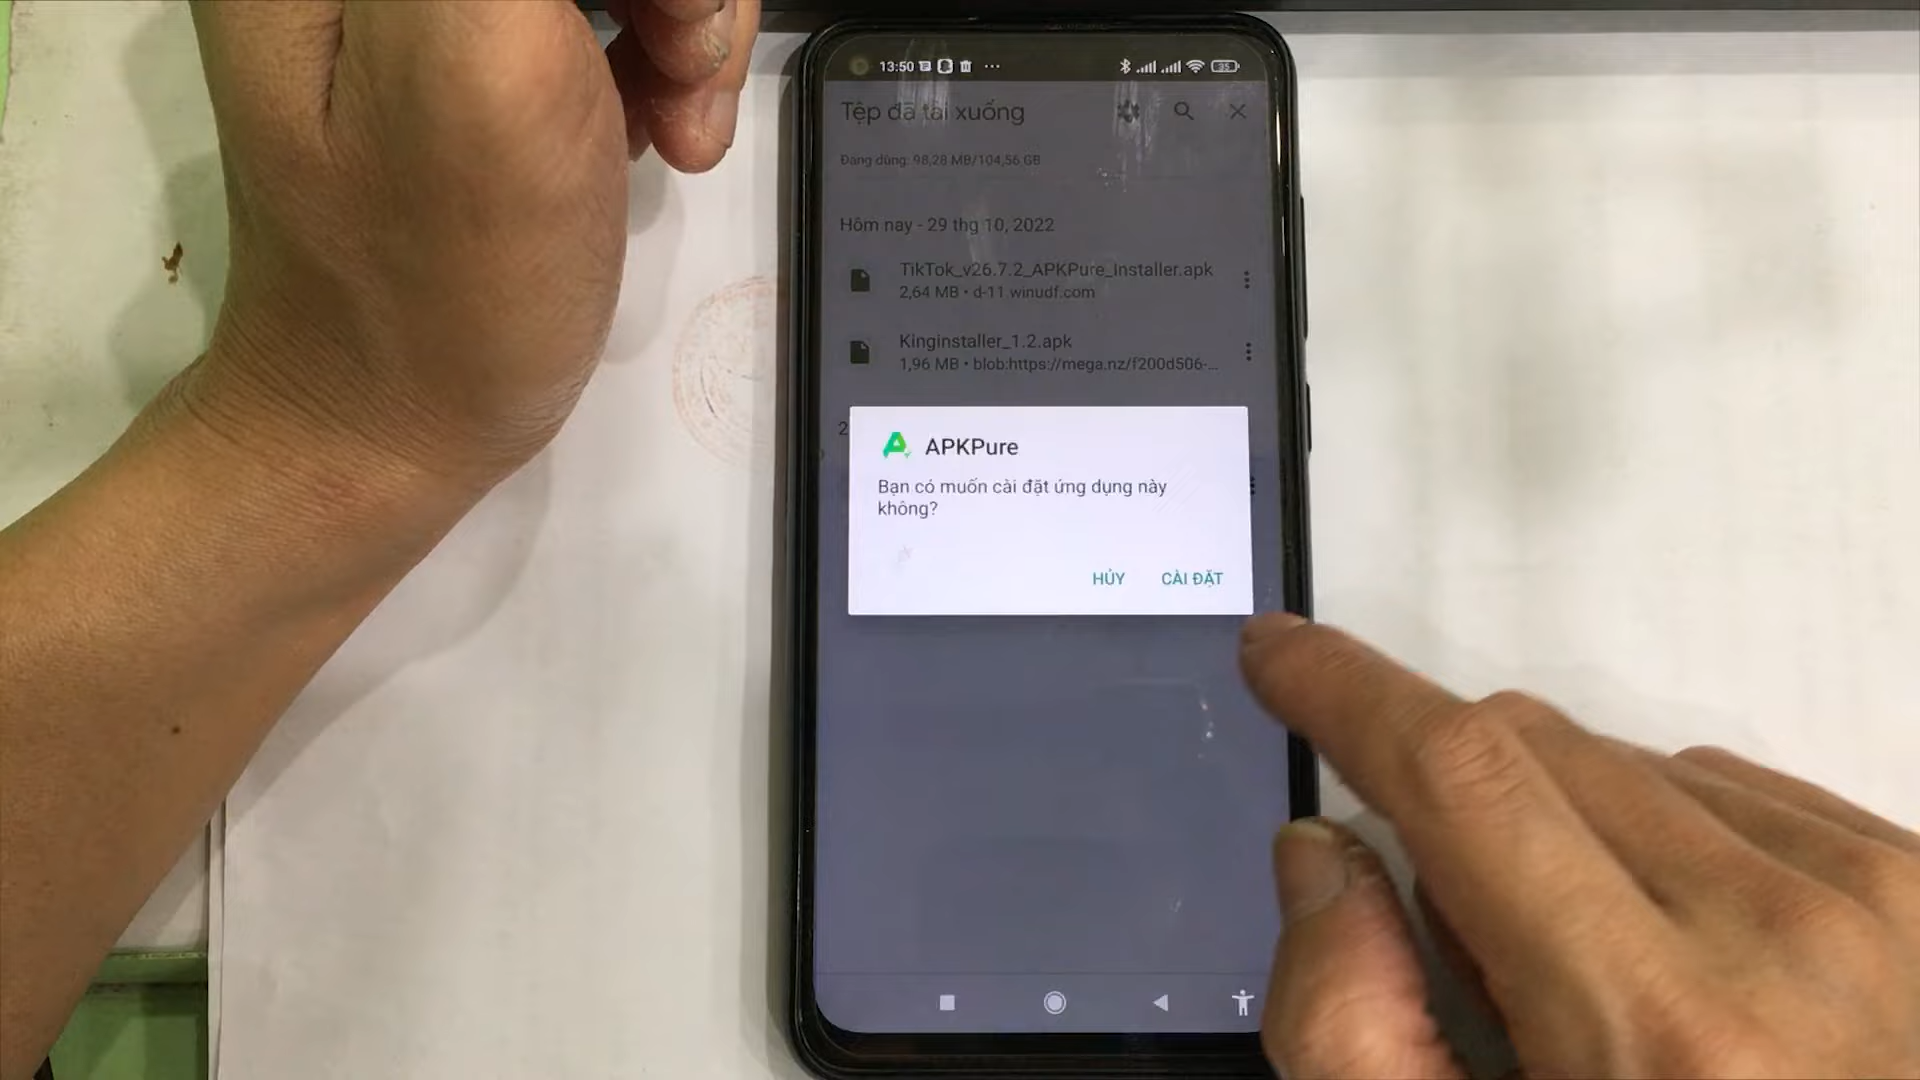 13:50
35
Tệp đã tải xuống
Đang dùng: 98,28 MB/104,56 GB
Hôm nay - 29 thg 10, 2022
TikTok_v26.7.2_APKPure_Installer.apk
2,64 MB • d-11.winudf.com
Kinginstaller_1.2.apk
1,96 MB • blob:https://mega.nz/f200d506-...
2
APKPure
Bạn có muốn cài đặt ứng dụng này
không?
HỦY CÀI ĐẶT